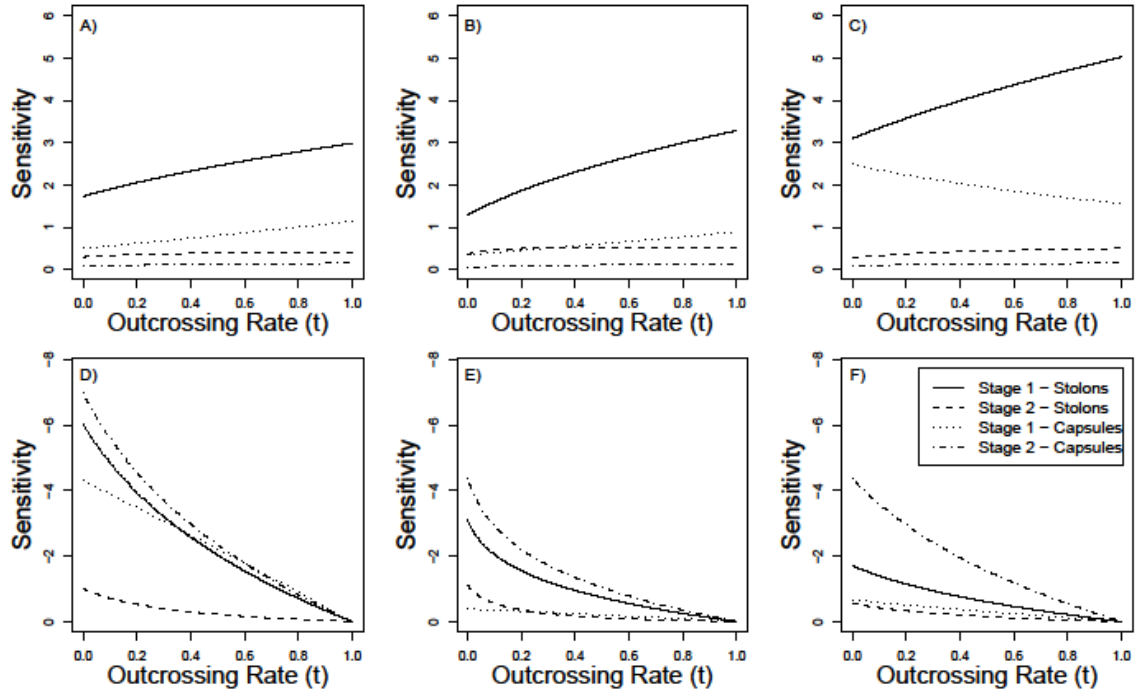 A)
Sensitivity
6
5
4
3
2
1
0
0.0 0.2 0.4 0.6 0.8 1.0
Outcrossing Rate (t)
B)
Sensitivity
6
5
4
3
2
1
0
0.0 0.2 0.4 0.6 0.8 1.0
Outcrossing Rate (t)
C)
Sensitivity
6
5
4
3
2
1
0
0.0 0.2 0.4 0.6 0.8 1.0
Outcrossing Rate (t)
D)
Sensitivity
-8
-6
-4
-2
0
0.0 0.2 0.4 0.6 0.8 1.0
Outcrossing Rate (t)
E)
Sensitivity
-8
-6
-4
-2
0
0.0 0.2 0.4 0.6 0.8 1.0
Outcrossing Rate (t)
F)
Stage 1 − Stolons
Stage 2 − Stolons
Stage 1 − Capsules
Stage 2 − Capsules
Sensitivity
-8
-6
-4
-2
0
0.0 0.2 0.4 0.6 0.8 1.0
Outcrossing Rate (t)